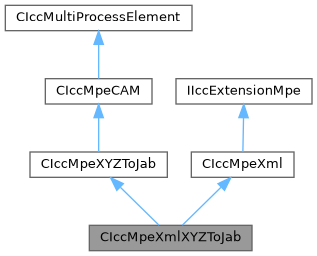 CIccMultiProcessElement
CIccMpeCAM
IIccExtensionMpe
CIccMpeXYZToJab
CIccMpeXml
CIccMpeXmlXYZToJab